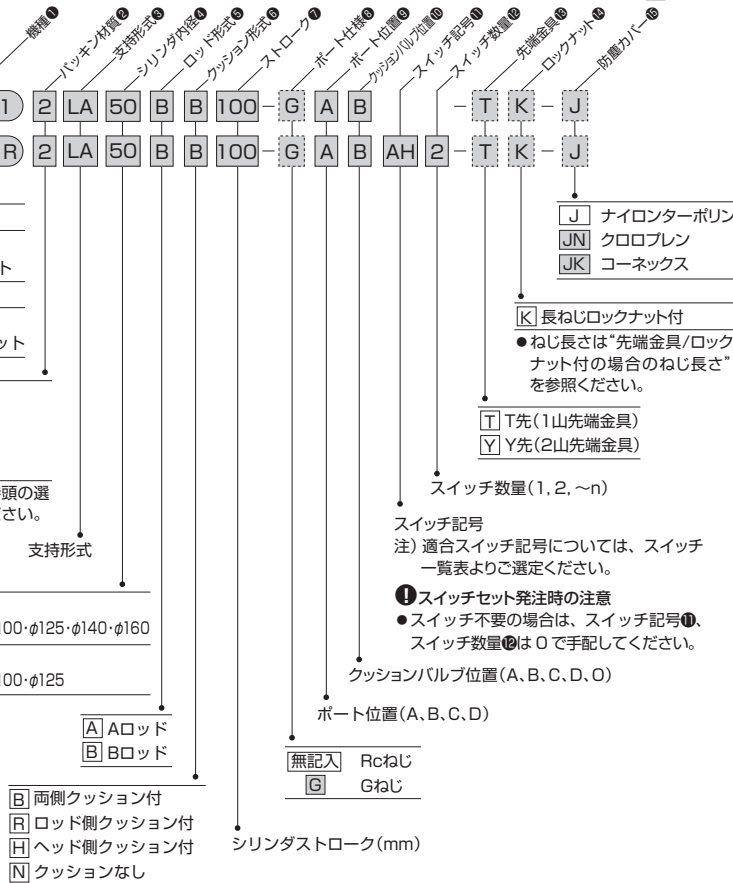 機種❶
パッキン材質❷
支持形式❸
シリンダ内径❹
ロッド形式❺
クッション形式❻
ストローク❼
ポート仕様❽
ポート位置❾
クッションバルブ位置❿
スイッチ記号⓫
スイッチ数量⓬
先端金具⓭
ロックナット⓮
防塵カバー⓯
1 2 LA 50 B B 100 - G A B - T K - J
R 2 LA 50 B B 100 - G A B AH 2 - T K - J
J ナイロンターポリン
JN クロロプレン
JK コーネックス
ト
ット
K 長ねじロックナット付
●ねじ長さは“先端金具/ロック
ナット付の場合のねじ長さ”
を参照ください。
T T先(1山先端金具)
Y Y先(2山先端金具)
スイッチ数量(1, 2, ～n)
頭の選
さい。
スイッチ記号
注) 適合スイッチ記号については、スイッチ
一覧表よりご選定ください。
支持形式
❗スイッチセット発注時の注意
●スイッチ不要の場合は、スイッチ記号⓫、
スイッチ数量⓬は 0 で手配してください。
100・φ125・φ140・φ160
クッションバルブ位置(A、B、C、D、0)
100・φ125
ポート位置(A、B、C、D)
A Aロッド
B Bロッド
無記入 Rcねじ
G Gねじ
B 両側クッション付
R ロッド側クッション付
H ヘッド側クッション付
N クッションなし
シリンダストローク(mm)